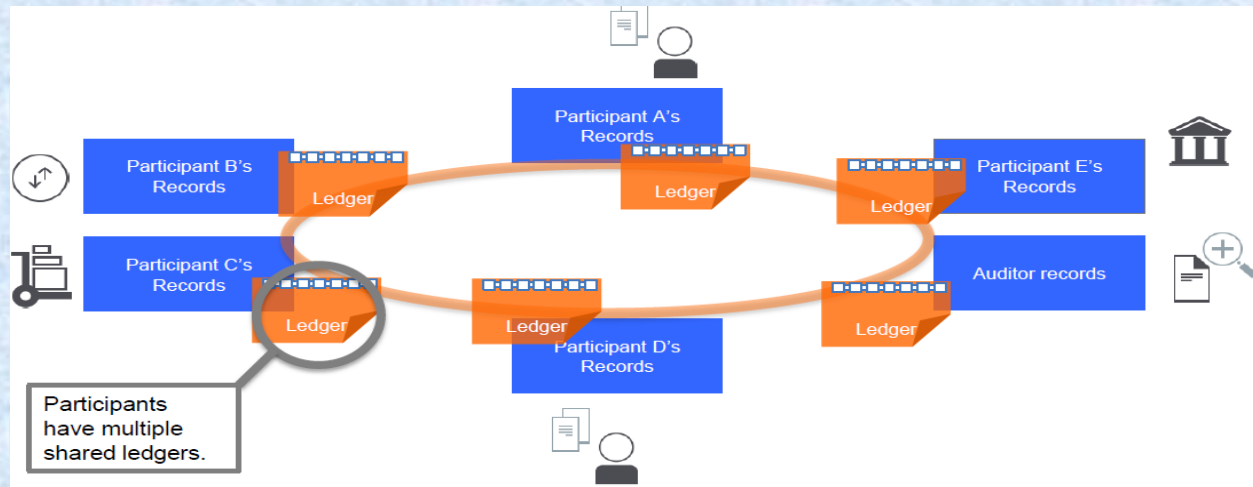 Participant A's
Records
Participant B's
Records
Ledger
Ledger
Ledger
Participant E's
Records
Participant C's
Records
Auditor records
Ledger
Ledger
Ledger
Participant D's
Records
Participants
have multiple
shared ledgers.